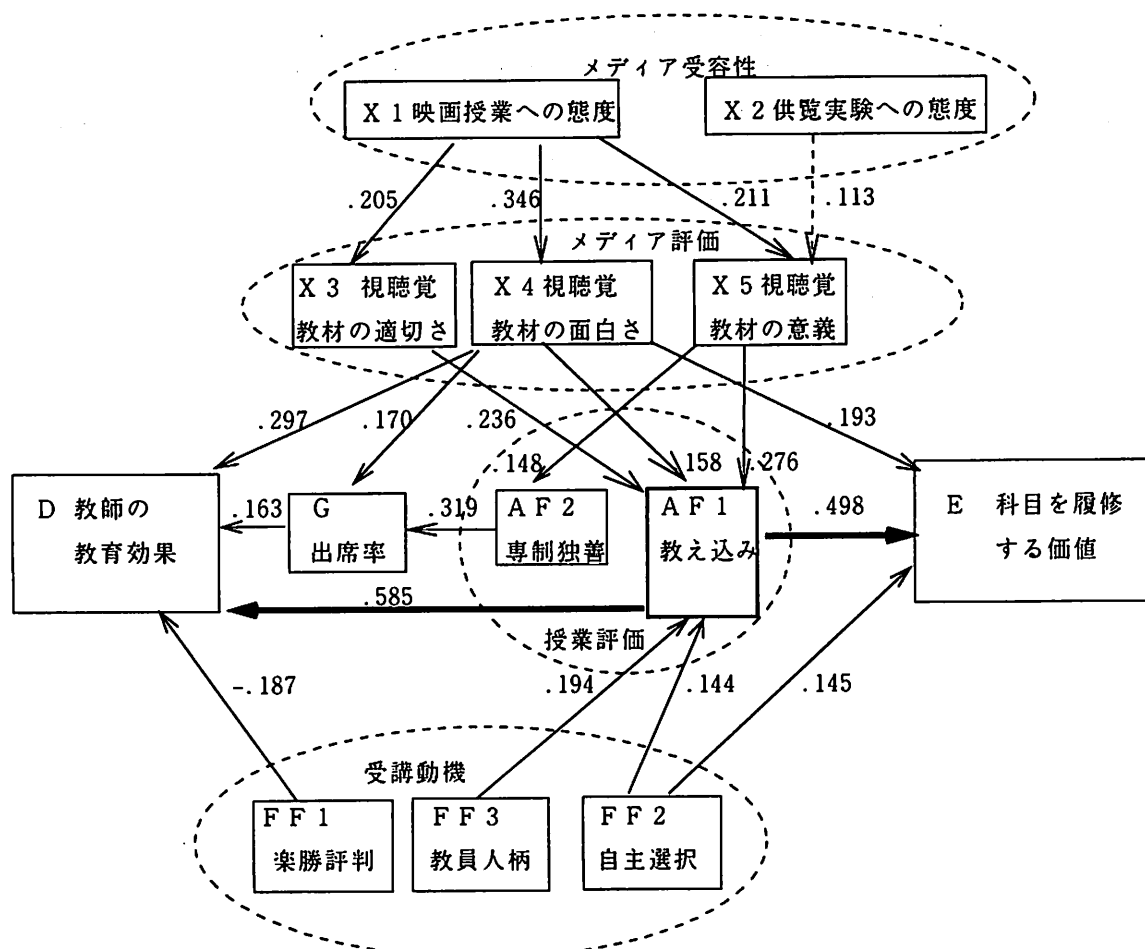 メディア受容性
X1映画授業への態度
X2供覧実験への態度
.205
.346
.211
.113
メディア評価
X3 視聴覚
教材の適切さ
X4視聴覚
教材の面白さ
X5視聴覚
教材の意義
.297
.170
.236
.193
.148
.158
.276
D 教師の
教育効果
.163
G
出席率
.319
AF2
専制独善
AF1
教え込み
.498
E 科目を履修
する価値
.585
授業評価
-.187
.194
.144
.145
受講動機
FF1
楽勝評判
FF3
教員人柄
FF2
自主選択